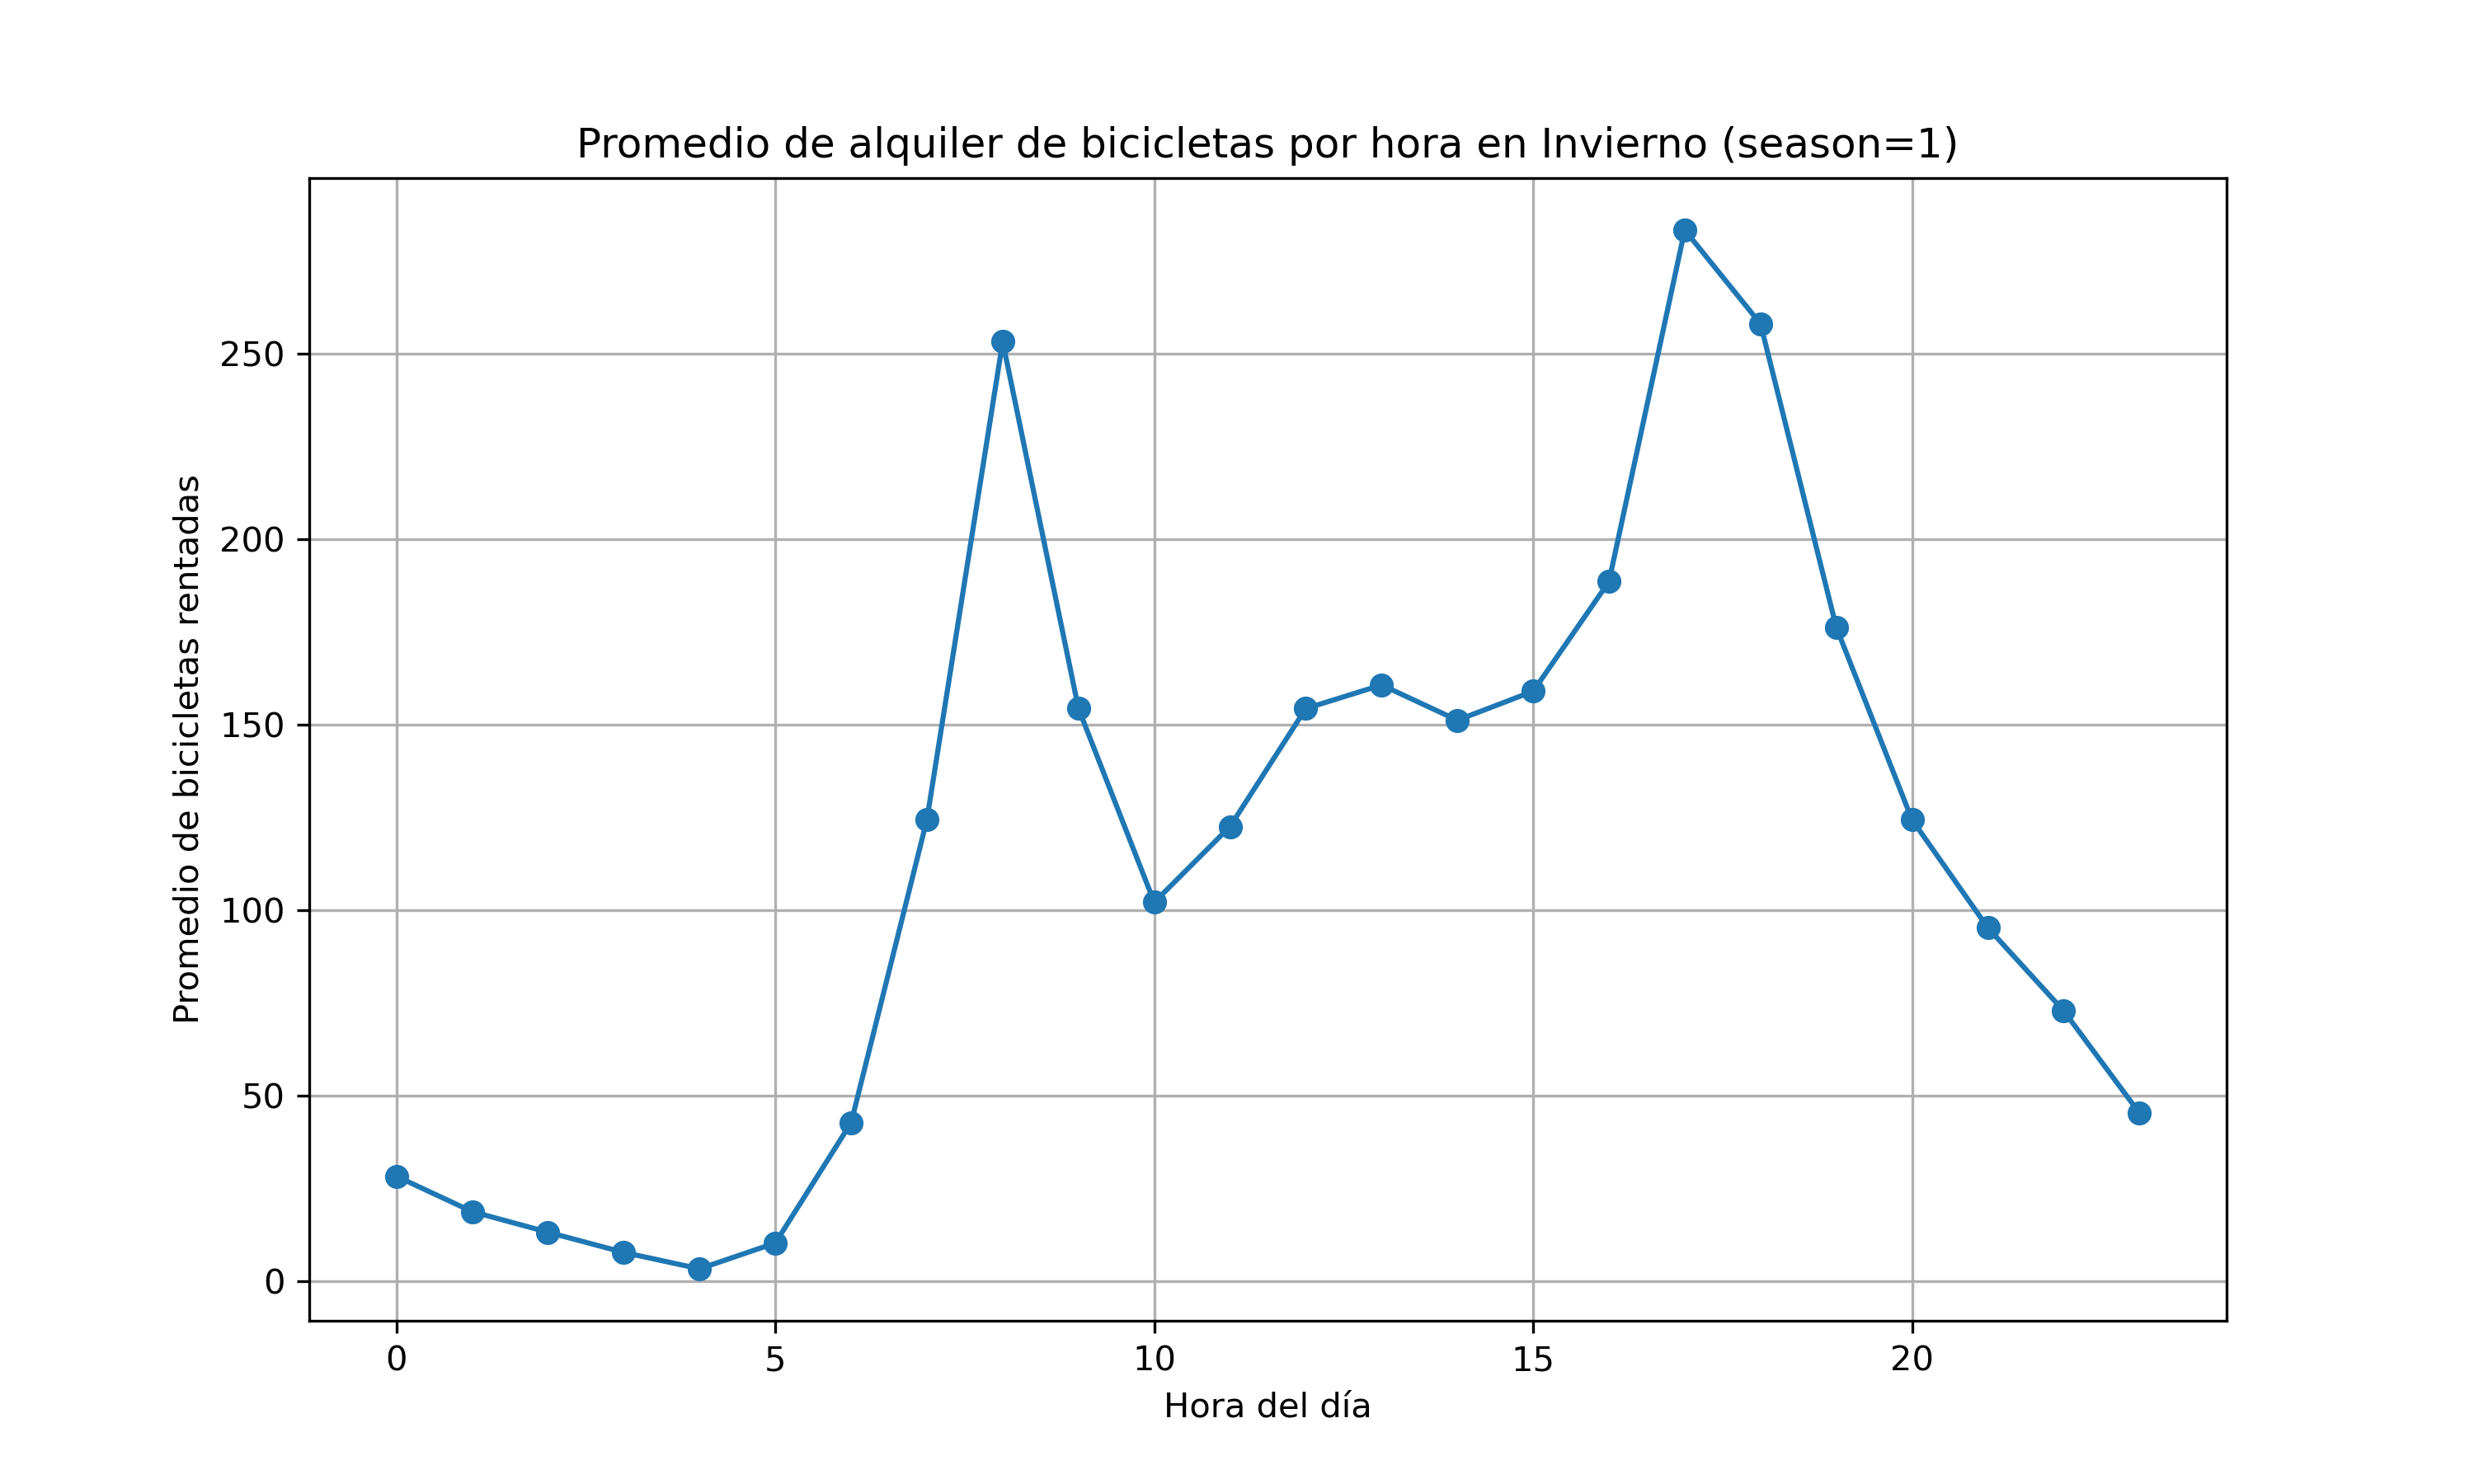 Promedio de alquiler de bicicletas por hora en Invierno (season=1)
Promedio de bicicletas rentadas
250
200
150
100
50
0
0 5 10 15 20
Hora del día